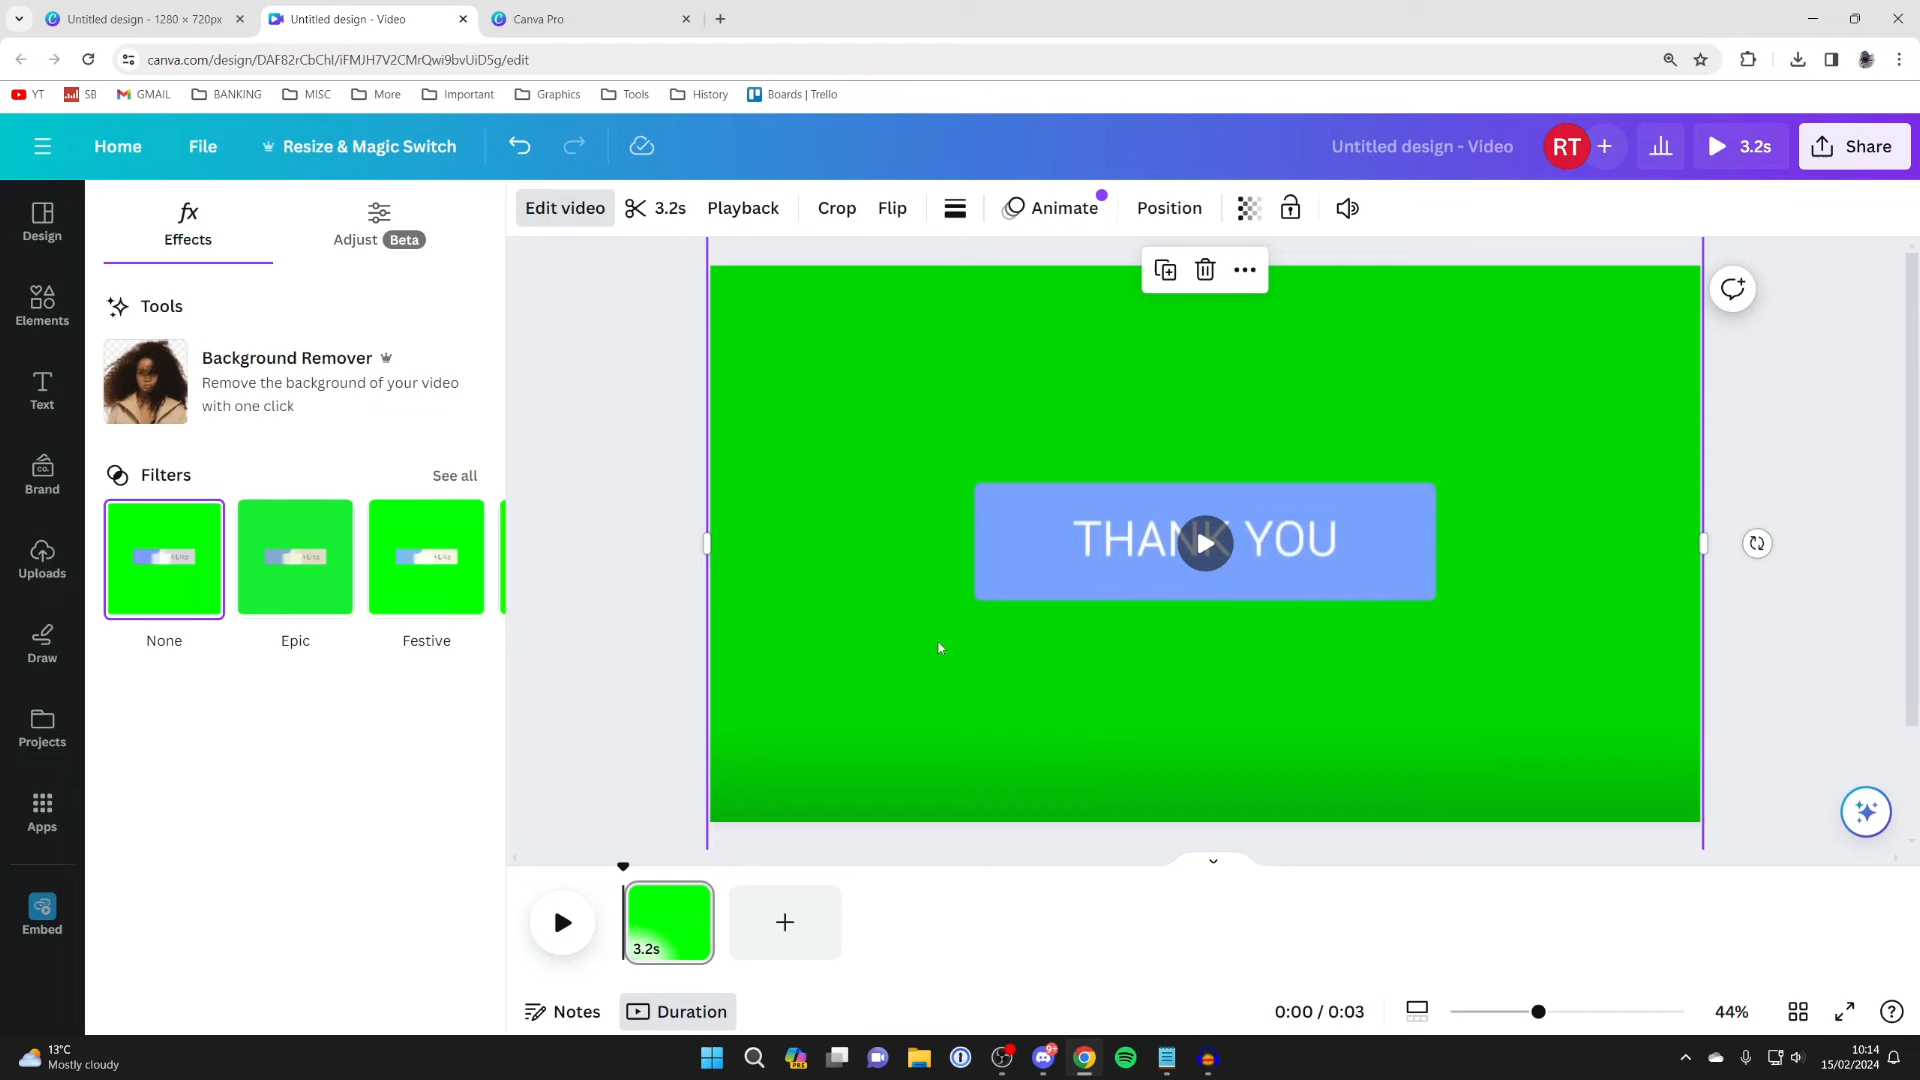 Untitled design - 1280 × 720px
Untitled design - Video
Canva Pro
canva.com/design/DAF82rCbChI/iFMJH7V2CMrQwi9bvUiD5g/edit
YT
SB
GMAIL
BANKING
MISC
More
Important
Graphics
Tools
History
Boards | Trello
Home
File
Resize & Magic Switch
Untitled design - Video
RT
3.2s
Share
Design
Elements
Text
Brand
Uploads
Draw
Projects
Apps
Embed
Effects
Adjust Beta
Tools
Background Remover
Remove the background of your video
with one click
Filters
See all
None
Epic
Festive
Edit video
3.2s
Playback
Crop
Flip
Animate
Position
THANK YOU
3.2s
Notes
Duration
0:00 / 0:03
44%
13°C
Mostly cloudy
PRE
9+
10:14
15/02/2024